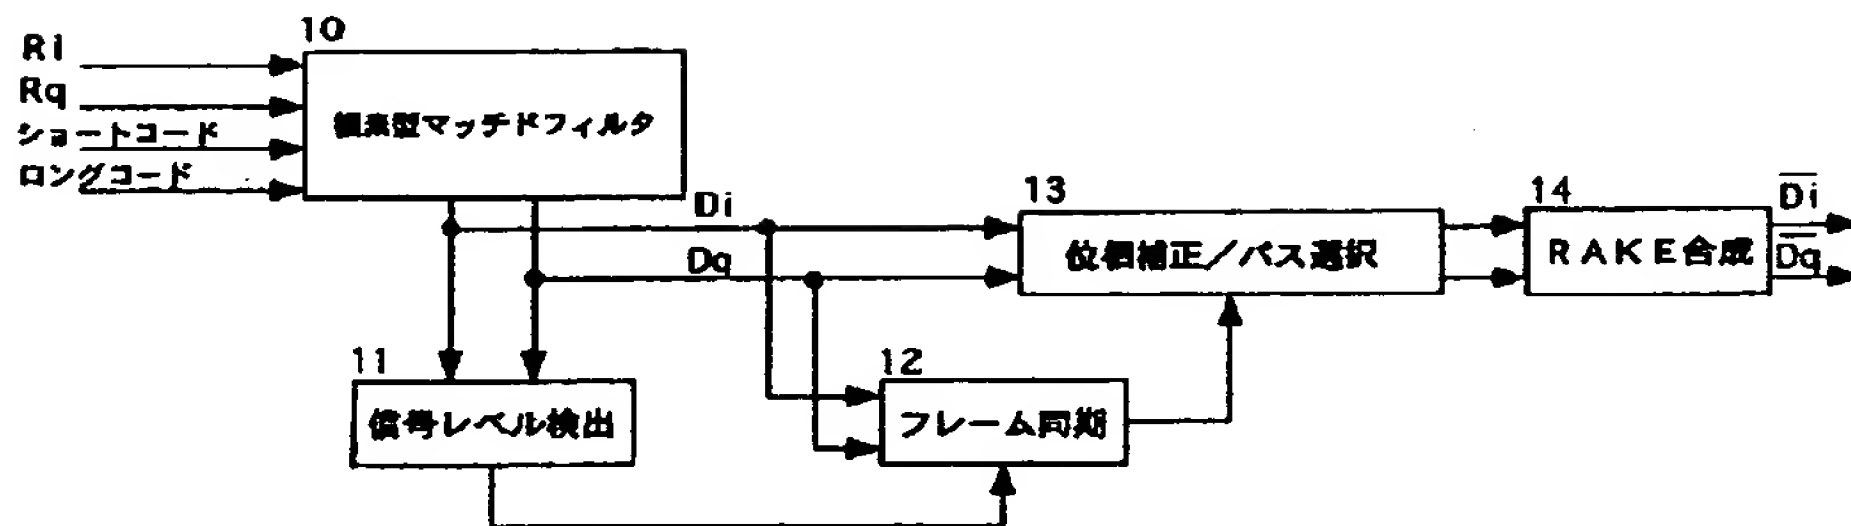 10
Ri
Rq
ショートコード
ロングコード
マッチドフィルタ
Di
Dq
13
位相補正/パス選択
14
RAKE合成
Di
Dq
11
信号レベル検出
12
フレーム同期